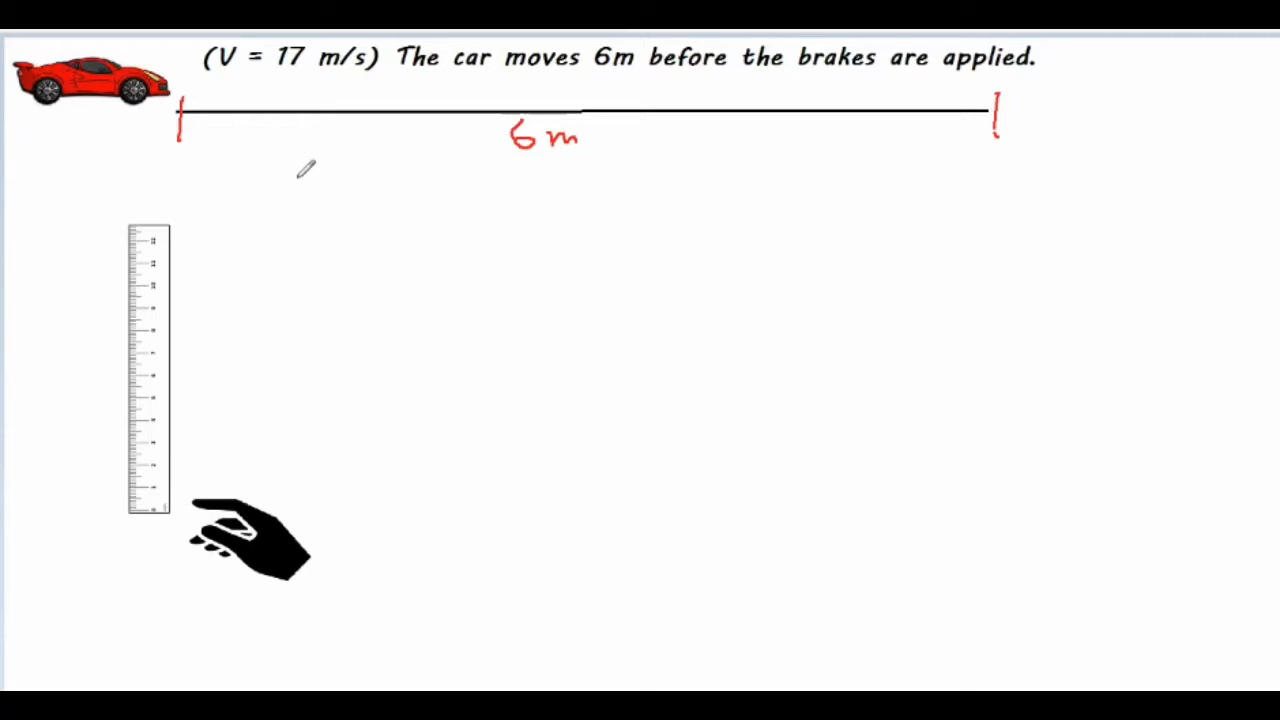 (V = 17 m/s) The car moves 6m before the brakes are applied.
6 m